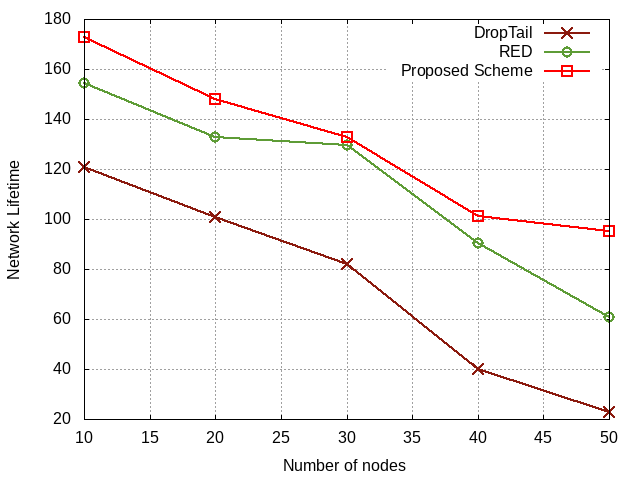 180
160
140
120
100
80
60
40
20
10 15 20 25 30 35 40 45 50
Network Lifetime
Number of nodes
DropTail
RED
Proposed Scheme